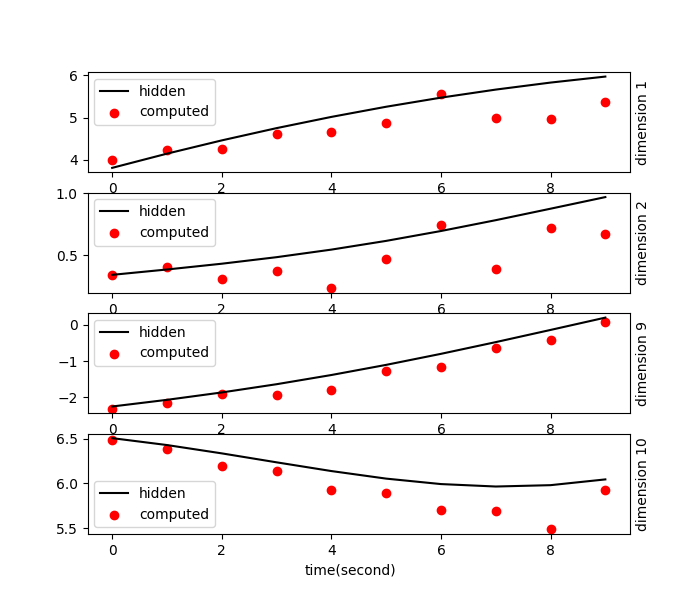 6
hidden
computed
5
4
dimension 1
0 2 4 6 8
1.0
hidden
computed
0.5
dimension 2
0 2 4 6 8
0
hidden
computed
−1
−2
dimension 9
0 2 4 6 8
6.5
6.0
hidden
computed
5.5
dimension 10
0 2 4 6 8
time(second)